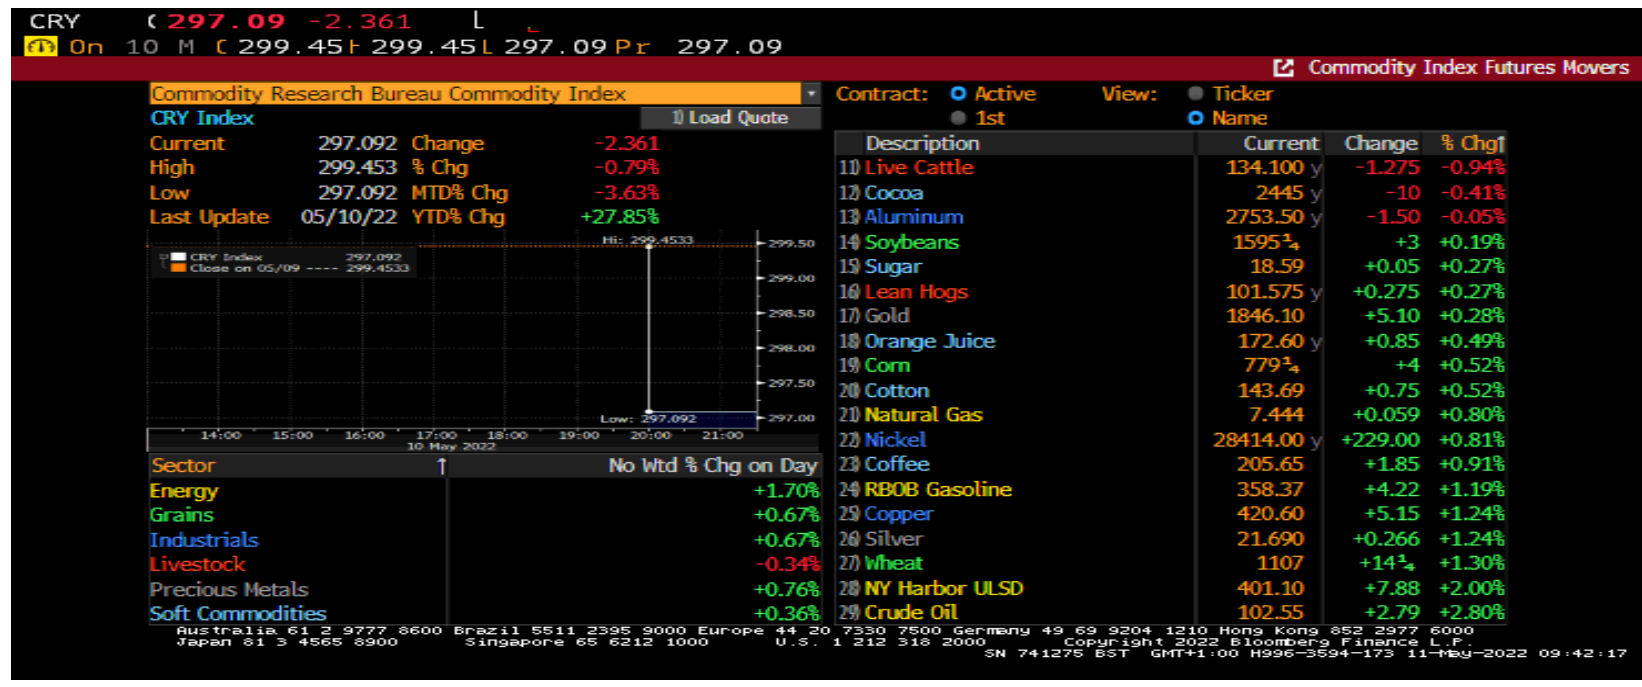 CRY 297.09 -2.361
On 10 M 299.45 299.45 L 297.09 Pr 297.09
Commodity Index Futures Movers
Commodity Research Bureau Commodity Index
CRY Index 1) Load Quote
Current 297.092 Change -2.361
High 299.453 % Chg -0.79%
Low 297.092 MTD% Chg -3.63%
Last Update 05/10/22 YTD% Chg +27.85%
Hi: 299.4533
CRY Index 297.092
Close on 05/09 ---- 299.4533
299.50
299.00
298.50
298.00
297.50
297.00
Low: 297.092
14:00 15:00 16:00 17:00 18:00 19:00 20:00 21:00
10 May 2022
Sector ↑ No Wtd % Chg on Day
Energy +1.70%
Grains +0.67%
Industrials +0.67%
Livestock -0.34%
Precious Metals +0.76%
Soft Commodities +0.36%
Contract: Active View: Ticker
1st Name
Description Current Change % Chg↑
11) Live Cattle 134.100 y -1.275 -0.94%
12) Cocoa 2445 y -10 -0.41%
13) Aluminum 2753.50 y -1.50 -0.05%
14) Soybeans 1595¼ +3 +0.19%
15) Sugar 18.59 +0.05 +0.27%
16) Lean Hogs 101.575 y +0.275 +0.27%
17) Gold 1846.10 +5.10 +0.28%
18) Orange Juice 172.60 y +0.85 +0.49%
19) Corn 779¼ +4 +0.52%
20) Cotton 143.69 +0.75 +0.52%
21) Natural Gas 7.444 +0.059 +0.80%
22) Nickel 28414.00 y +229.00 +0.81%
23) Coffee 205.65 +1.85 +0.91%
24) RBOB Gasoline 358.37 +4.22 +1.19%
25) Copper 420.60 +5.15 +1.24%
26) Silver 21.690 +0.266 +1.24%
27) Wheat 1107 +14¼ +1.30%
28) NY Harbor ULSD 401.10 +7.88 +2.00%
29) Crude Oil 102.55 +2.79 +2.80%
Australia 61 2 9777 8600 Brazil 5511 2395 9000 Europe 44 20 7330 7500 Germany 49 69 9204 1210 Hong Kong 852 2977 6000
Japan 81 3 4565 8900 Singapore 65 6212 1000 U.S. 1 212 318 2000 Copyright 2022 Bloomberg Finance L.P.
SN 741275 BST GMT+1:00 H996-3594-173 11-May-2022 09:42:17